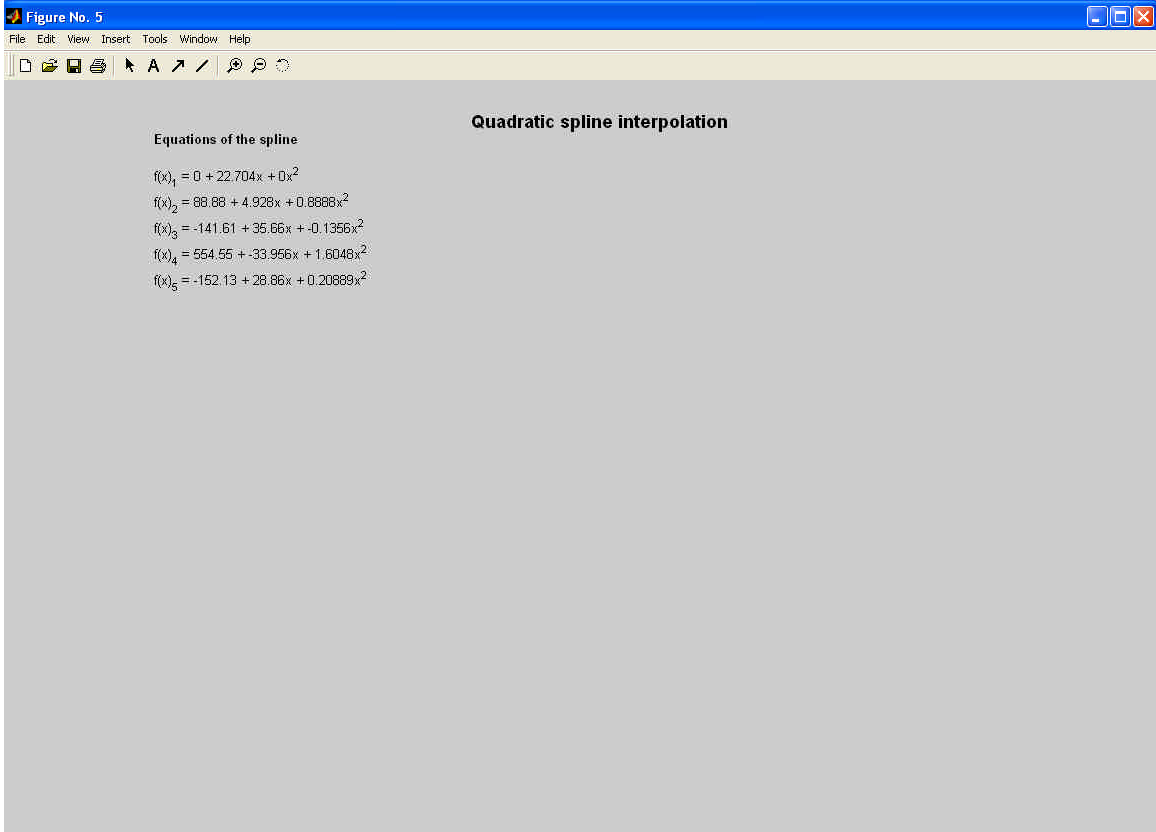 Figure No. 5
File Edit View Insert Tools Window Help
A
Quadratic spline interpolation
Equations of the spline
f(x)₁ = 0 + 22.704x + 0x²
f(x)₂ = 88.88 + 4.928x + 0.8888x²
f(x)₃ = -141.61 + 35.66x + -0.1356x²
f(x)₄ = 554.55 + -33.956x + 1.6048x²
f(x)₅ = -152.13 + 28.86x + 0.20889x²